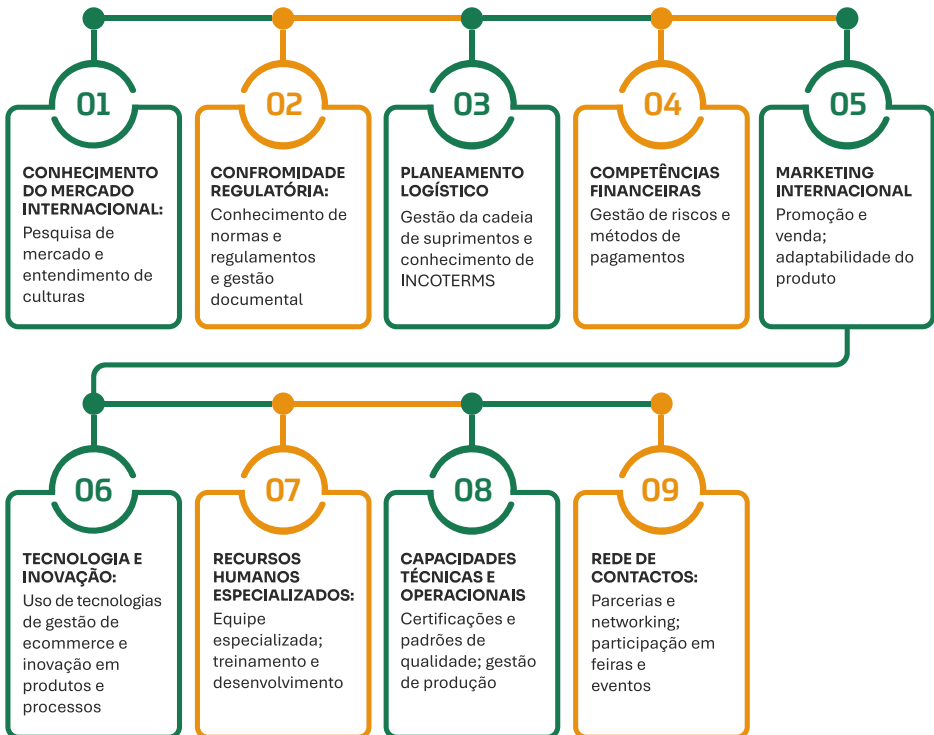 01
CONHECIMENTO
DO MERCADO
INTERNACIONAL:
Pesquisa de
mercado e
entendimento de
culturas
02
CONFROMIDADE
REGULATÓRIA:
Conhecimento de
normas e
regulamentos
e gestão
documental
03
PLANEAMENTO
LOGÍSTICO
Gestão da cadeia
de suprimentos e
conhecimento de
INCOTERMS
04
COMPETÊNCIAS
FINANCEIRAS
Gestão de riscos e
métodos de
pagamentos
05
MARKETING
INTERNACIONAL
Promoção e
venda;
adaptabilidade do
produto
06
TECNOLOGIA E
INOVAÇÃO:
Uso de tecnologias
de gestão de
ecommerce e
inovação em
produtos e
processos
07
RECURSOS
HUMANOS
ESPECIALIZADOS:
Equipe
especializada;
treinamento e
desenvolvimento
08
CAPACIDADES
TÉCNICAS E
OPERACIONAIS
Certificações e
padrões de
qualidade; gestão
de produção
09
REDE DE
CONTACTOS:
Parcerias e
networking;
participação em
feiras e
eventos